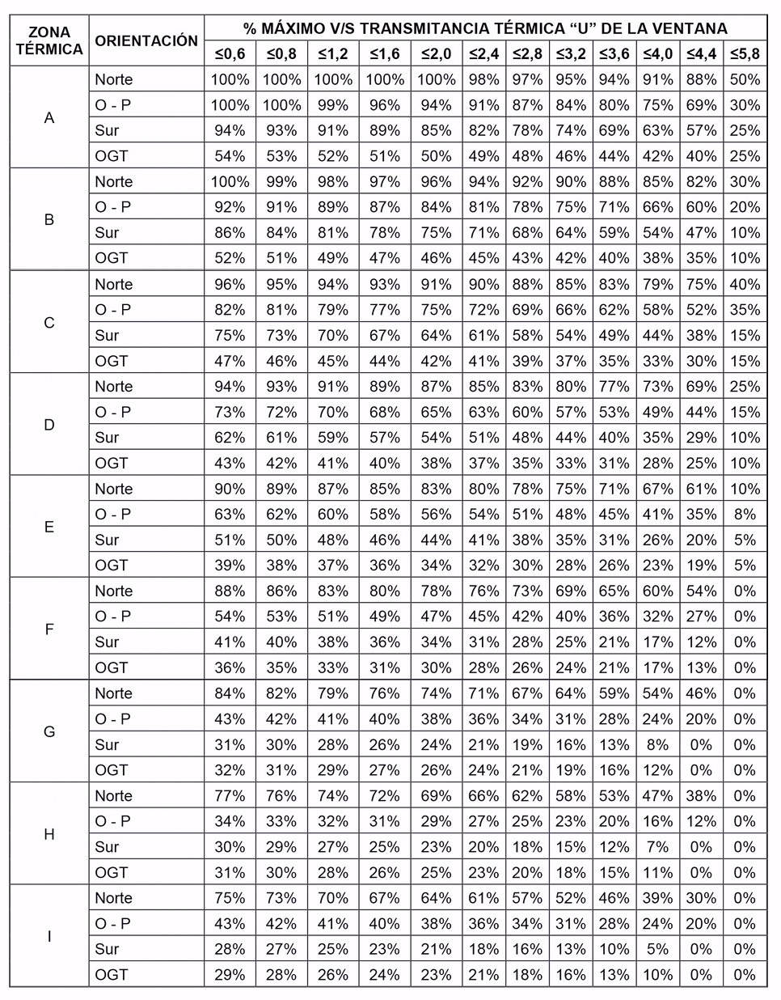 ZONA TÉRMICA ORIENTACIÓN % MÁXIMO V/S TRANSMITANCIA TÉRMICA “U” DE LA VENTANA
≤0,6 ≤0,8 ≤1,2 ≤1,6 ≤2,0 ≤2,4 ≤2,8 ≤3,2 ≤3,6 ≤4,0 ≤4,4 ≤5,8
A
Norte 100% 100% 100% 100% 100% 98% 97% 95% 94% 91% 88% 50%
O - P 100% 100% 99% 96% 94% 91% 87% 84% 80% 75% 69% 30%
Sur 94% 93% 91% 89% 85% 82% 78% 74% 69% 63% 57% 25%
OGT 54% 53% 52% 51% 50% 49% 48% 46% 44% 42% 40% 25%
B
Norte 100% 99% 98% 97% 96% 94% 92% 90% 88% 85% 82% 30%
O - P 92% 91% 89% 87% 84% 81% 78% 75% 71% 66% 60% 20%
Sur 86% 84% 81% 78% 75% 71% 68% 64% 59% 54% 47% 10%
OGT 52% 51% 49% 47% 46% 45% 43% 42% 40% 38% 35% 10%
C
Norte 96% 95% 94% 93% 91% 90% 88% 85% 83% 79% 75% 40%
O - P 82% 81% 79% 77% 75% 72% 69% 66% 62% 58% 52% 35%
Sur 75% 73% 70% 67% 64% 61% 58% 54% 49% 44% 38% 15%
OGT 47% 46% 45% 44% 42% 41% 39% 37% 35% 33% 30% 15%
D
Norte 94% 93% 91% 89% 87% 85% 83% 80% 77% 73% 69% 25%
O - P 73% 72% 70% 68% 65% 63% 60% 57% 53% 49% 44% 15%
Sur 62% 61% 59% 57% 54% 51% 48% 44% 40% 35% 29% 10%
OGT 43% 42% 41% 40% 38% 37% 35% 33% 31% 28% 25% 10%
E
Norte 90% 89% 87% 85% 83% 80% 78% 75% 71% 67% 61% 10%
O - P 63% 62% 60% 58% 56% 54% 51% 48% 45% 41% 35% 8%
Sur 51% 50% 48% 46% 44% 41% 38% 35% 31% 26% 20% 5%
OGT 39% 38% 37% 36% 34% 32% 30% 28% 26% 23% 19% 5%
F
Norte 88% 86% 83% 80% 78% 76% 73% 69% 65% 60% 54% 0%
O - P 54% 53% 51% 49% 47% 45% 42% 40% 36% 32% 27% 0%
Sur 41% 40% 38% 36% 34% 31% 28% 25% 21% 17% 12% 0%
OGT 36% 35% 33% 31% 30% 28% 26% 24% 21% 17% 13% 0%
G
Norte 84% 82% 79% 76% 74% 71% 67% 64% 59% 54% 46% 0%
O - P 43% 42% 41% 40% 38% 36% 34% 31% 28% 24% 20% 0%
Sur 31% 30% 28% 26% 24% 21% 19% 16% 13% 8% 0% 0%
OGT 32% 31% 29% 27% 26% 24% 21% 19% 16% 12% 0% 0%
H
Norte 77% 76% 74% 72% 69% 66% 62% 58% 53% 47% 38% 0%
O - P 34% 33% 32% 31% 29% 27% 25% 23% 20% 16% 12% 0%
Sur 30% 29% 27% 25% 23% 20% 18% 15% 12% 7% 0% 0%
OGT 31% 30% 28% 26% 25% 23% 20% 18% 15% 11% 0% 0%
I
Norte 75% 73% 70% 67% 64% 61% 57% 52% 46% 39% 30% 0%
O - P 43% 42% 41% 40% 38% 36% 34% 31% 28% 24% 20% 0%
Sur 28% 27% 25% 23% 21% 18% 16% 13% 10% 5% 0% 0%
OGT 29% 28% 26% 24% 23% 21% 18% 16% 13% 10% 0% 0%